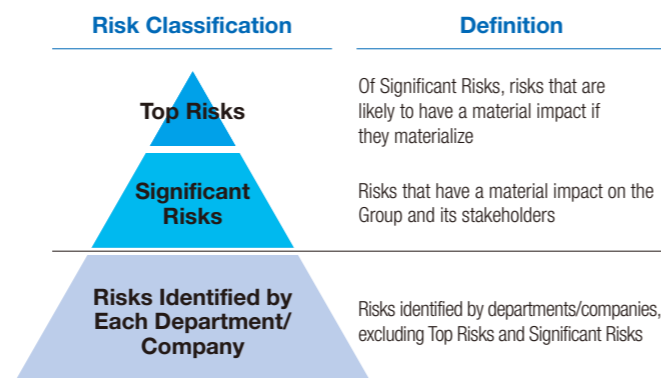 Risk Classification
Definition
Top Risks
Of Significant Risks, risks that are
likely to have a material impact if
they materialize
Significant
Risks
Risks that have a material impact on the
Group and its stakeholders
Risks Identified by
Each Department/
Company
Risks identified by departments/companies,
excluding Top Risks and Significant Risks